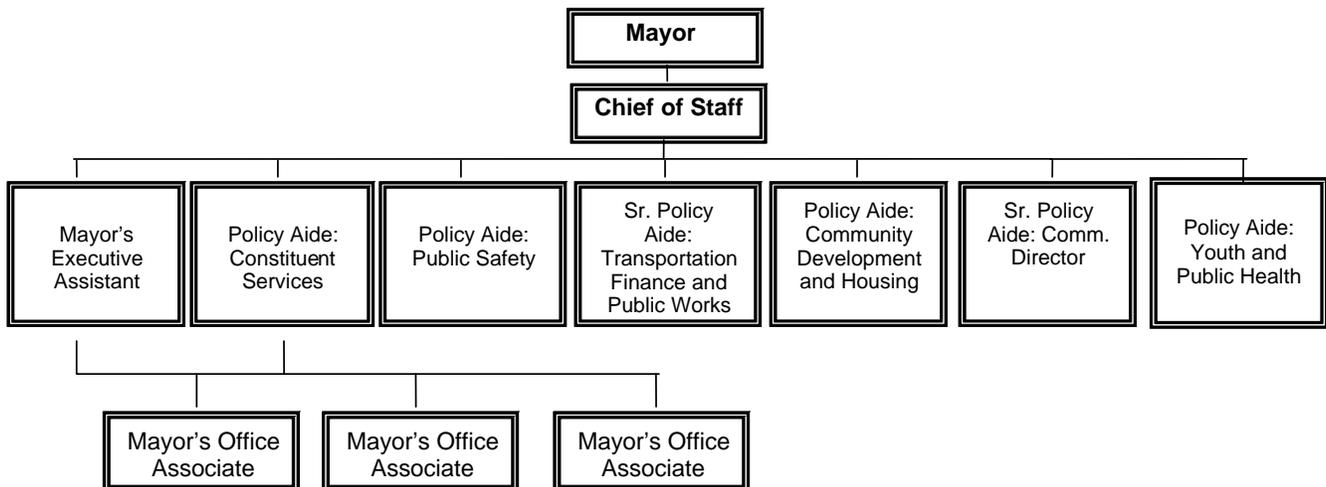 Mayor
Chief of Staff
Mayor’s
Executive
Assistant
Policy Aide:
Constituent
Services
Policy Aide:
Public Safety
Sr. Policy
Aide:
Transportation
Finance and
Public Works
Policy Aide:
Community
Development
and Housing
Sr. Policy
Aide: Comm.
Director
Policy Aide:
Youth and
Public Health
Mayor’s Office
Associate
Mayor’s Office
Associate
Mayor’s Office
Associate